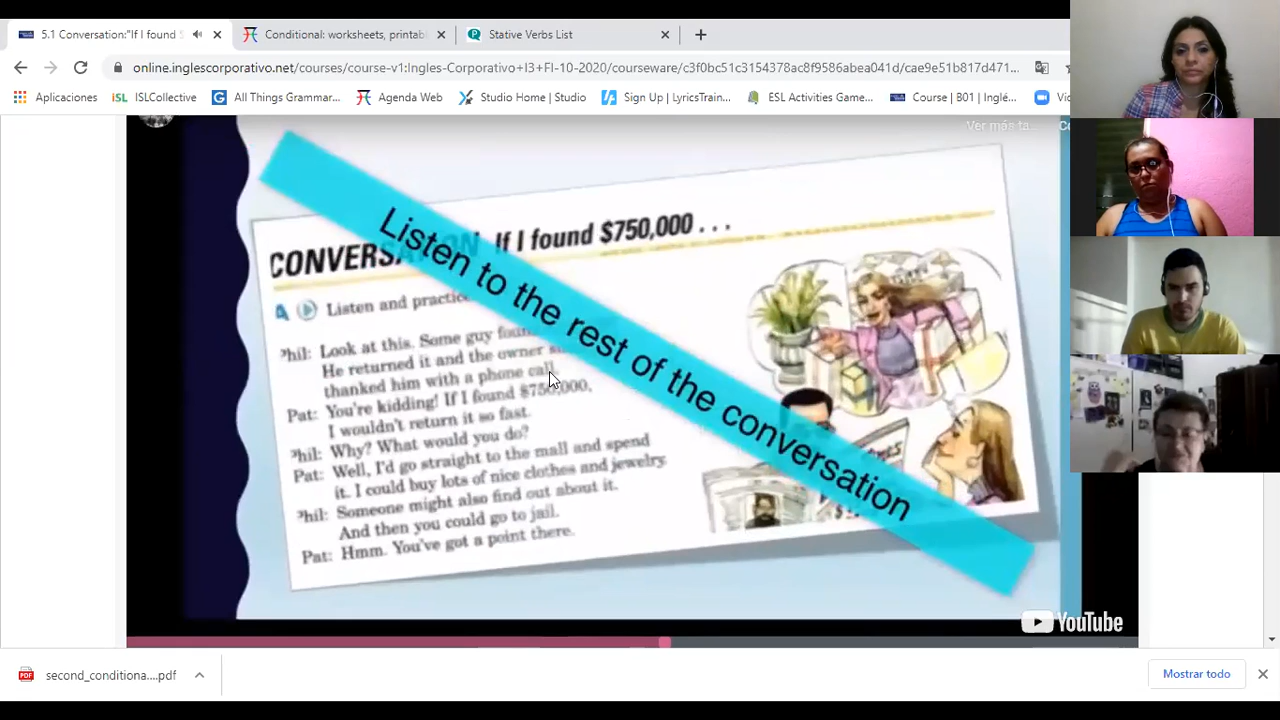 5.1 Conversation:"If I found $
Conditional: worksheets, printabl
Stative Verbs List
online.inglescorporativo.net/courses/course-v1:Ingles-Corporativo+I3+FI-10-2020/courseware/c3f0bc51c3154378ac8f9586abea041d/cae9e51b817d471...
Aplicaciones
iSL ISLCollective
All Things Grammar...
Agenda Web
Studio Home | Studio
Sign Up | LyricsTrain...
ESL Activities Game...
Course | B01 | Inglé...
Ver más ta...
CONVERSA If I found $750,000 . . .
Listen to the rest of the conversation
A Listen and practice
Phil: Look at this. Some guy found
He returned it and the owner
thanked him with a phone call
Pat: You're kidding! If I found $750,000,
I wouldn't return it so fast.
Phil: Why? What would you do?
Pat: Well, I'd go straight to the mall and spend
it. I could buy lots of nice clothes and jewelry.
Phil: Someone might also find out about it.
And then you could go to jail.
Pat: Hmm. You've got a point there.
YouTube
PDF second_conditiona....pdf
Mostrar todo